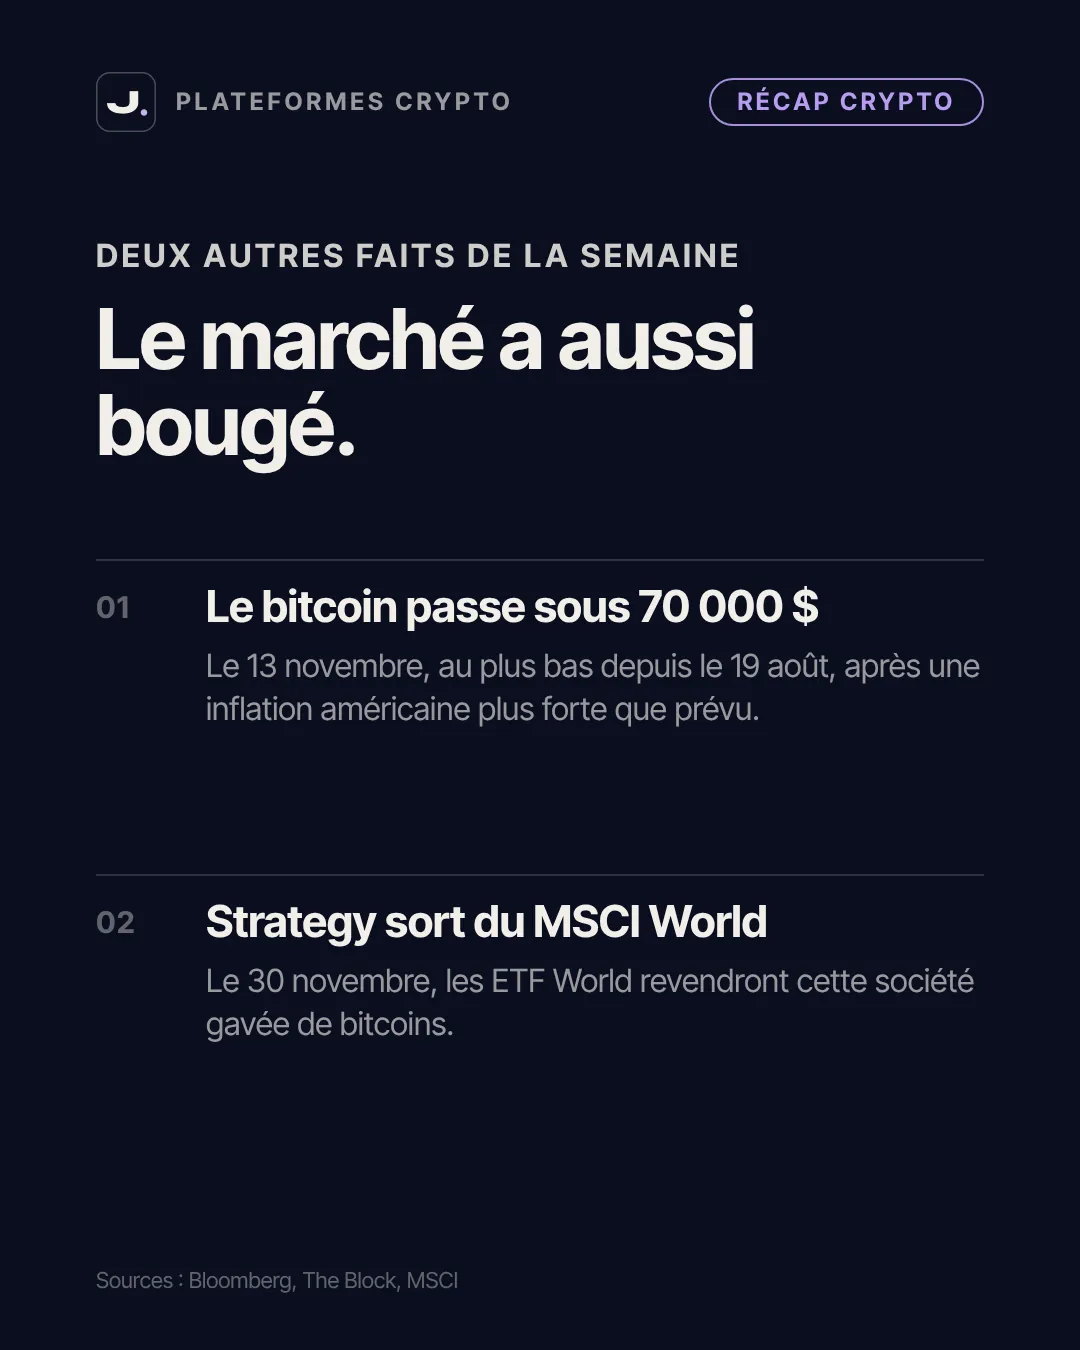 J.
PLATEFORMES CRYPTO
RÉCAP CRYPTO
DEUX AUTRES FAITS DE LA SEMAINE
Le marché a aussi
bougé.
01
Le bitcoin passe sous 70 000 $
Le 13 novembre, au plus bas depuis le 19 août, après une
inflation américaine plus forte que prévu.
02
Strategy sort du MSCI World
Le 30 novembre, les ETF World revendront cette société
gavée de bitcoins.
Sources : Bloomberg, The Block, MSCI